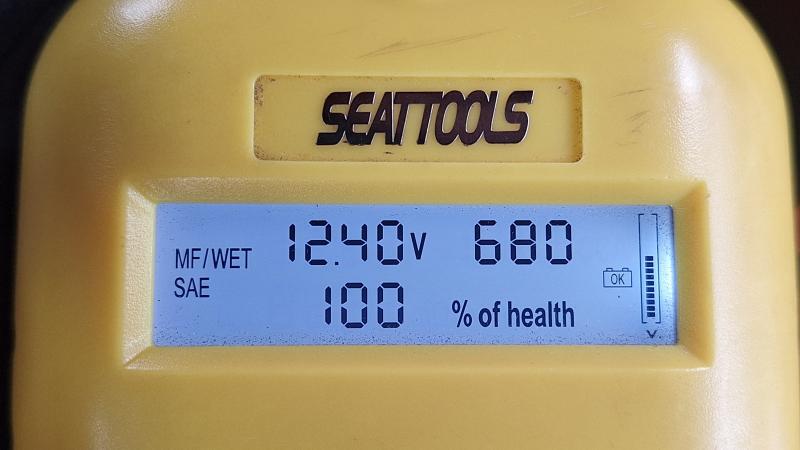 SEATTOOLS
MF/WET 12.40V 680
SAE 100 % of health
OK
V